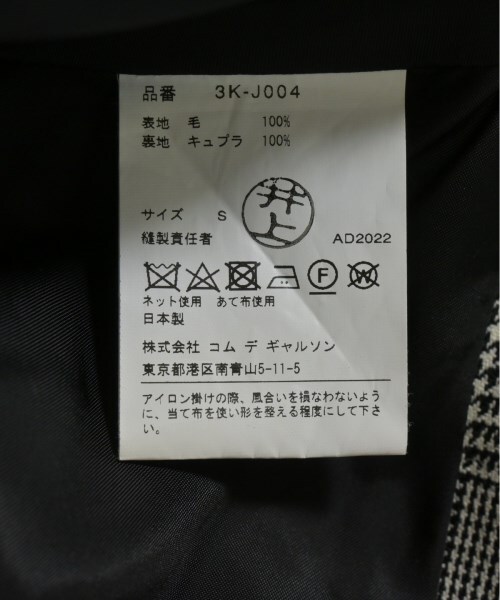 品番 3K-J004
表地 毛 100%
裏地 キュプラ 100%
井上
サイズ S
縫製責任者 AD2022
F W
ネット使用 あて布使用
日本製
株式会社 コム デ ギャルソン
東京都港区南青山5-11-5
アイロン掛けの際、風合いを損なわないよう
に、当て布を使い形を整える程度にして下さ
い。